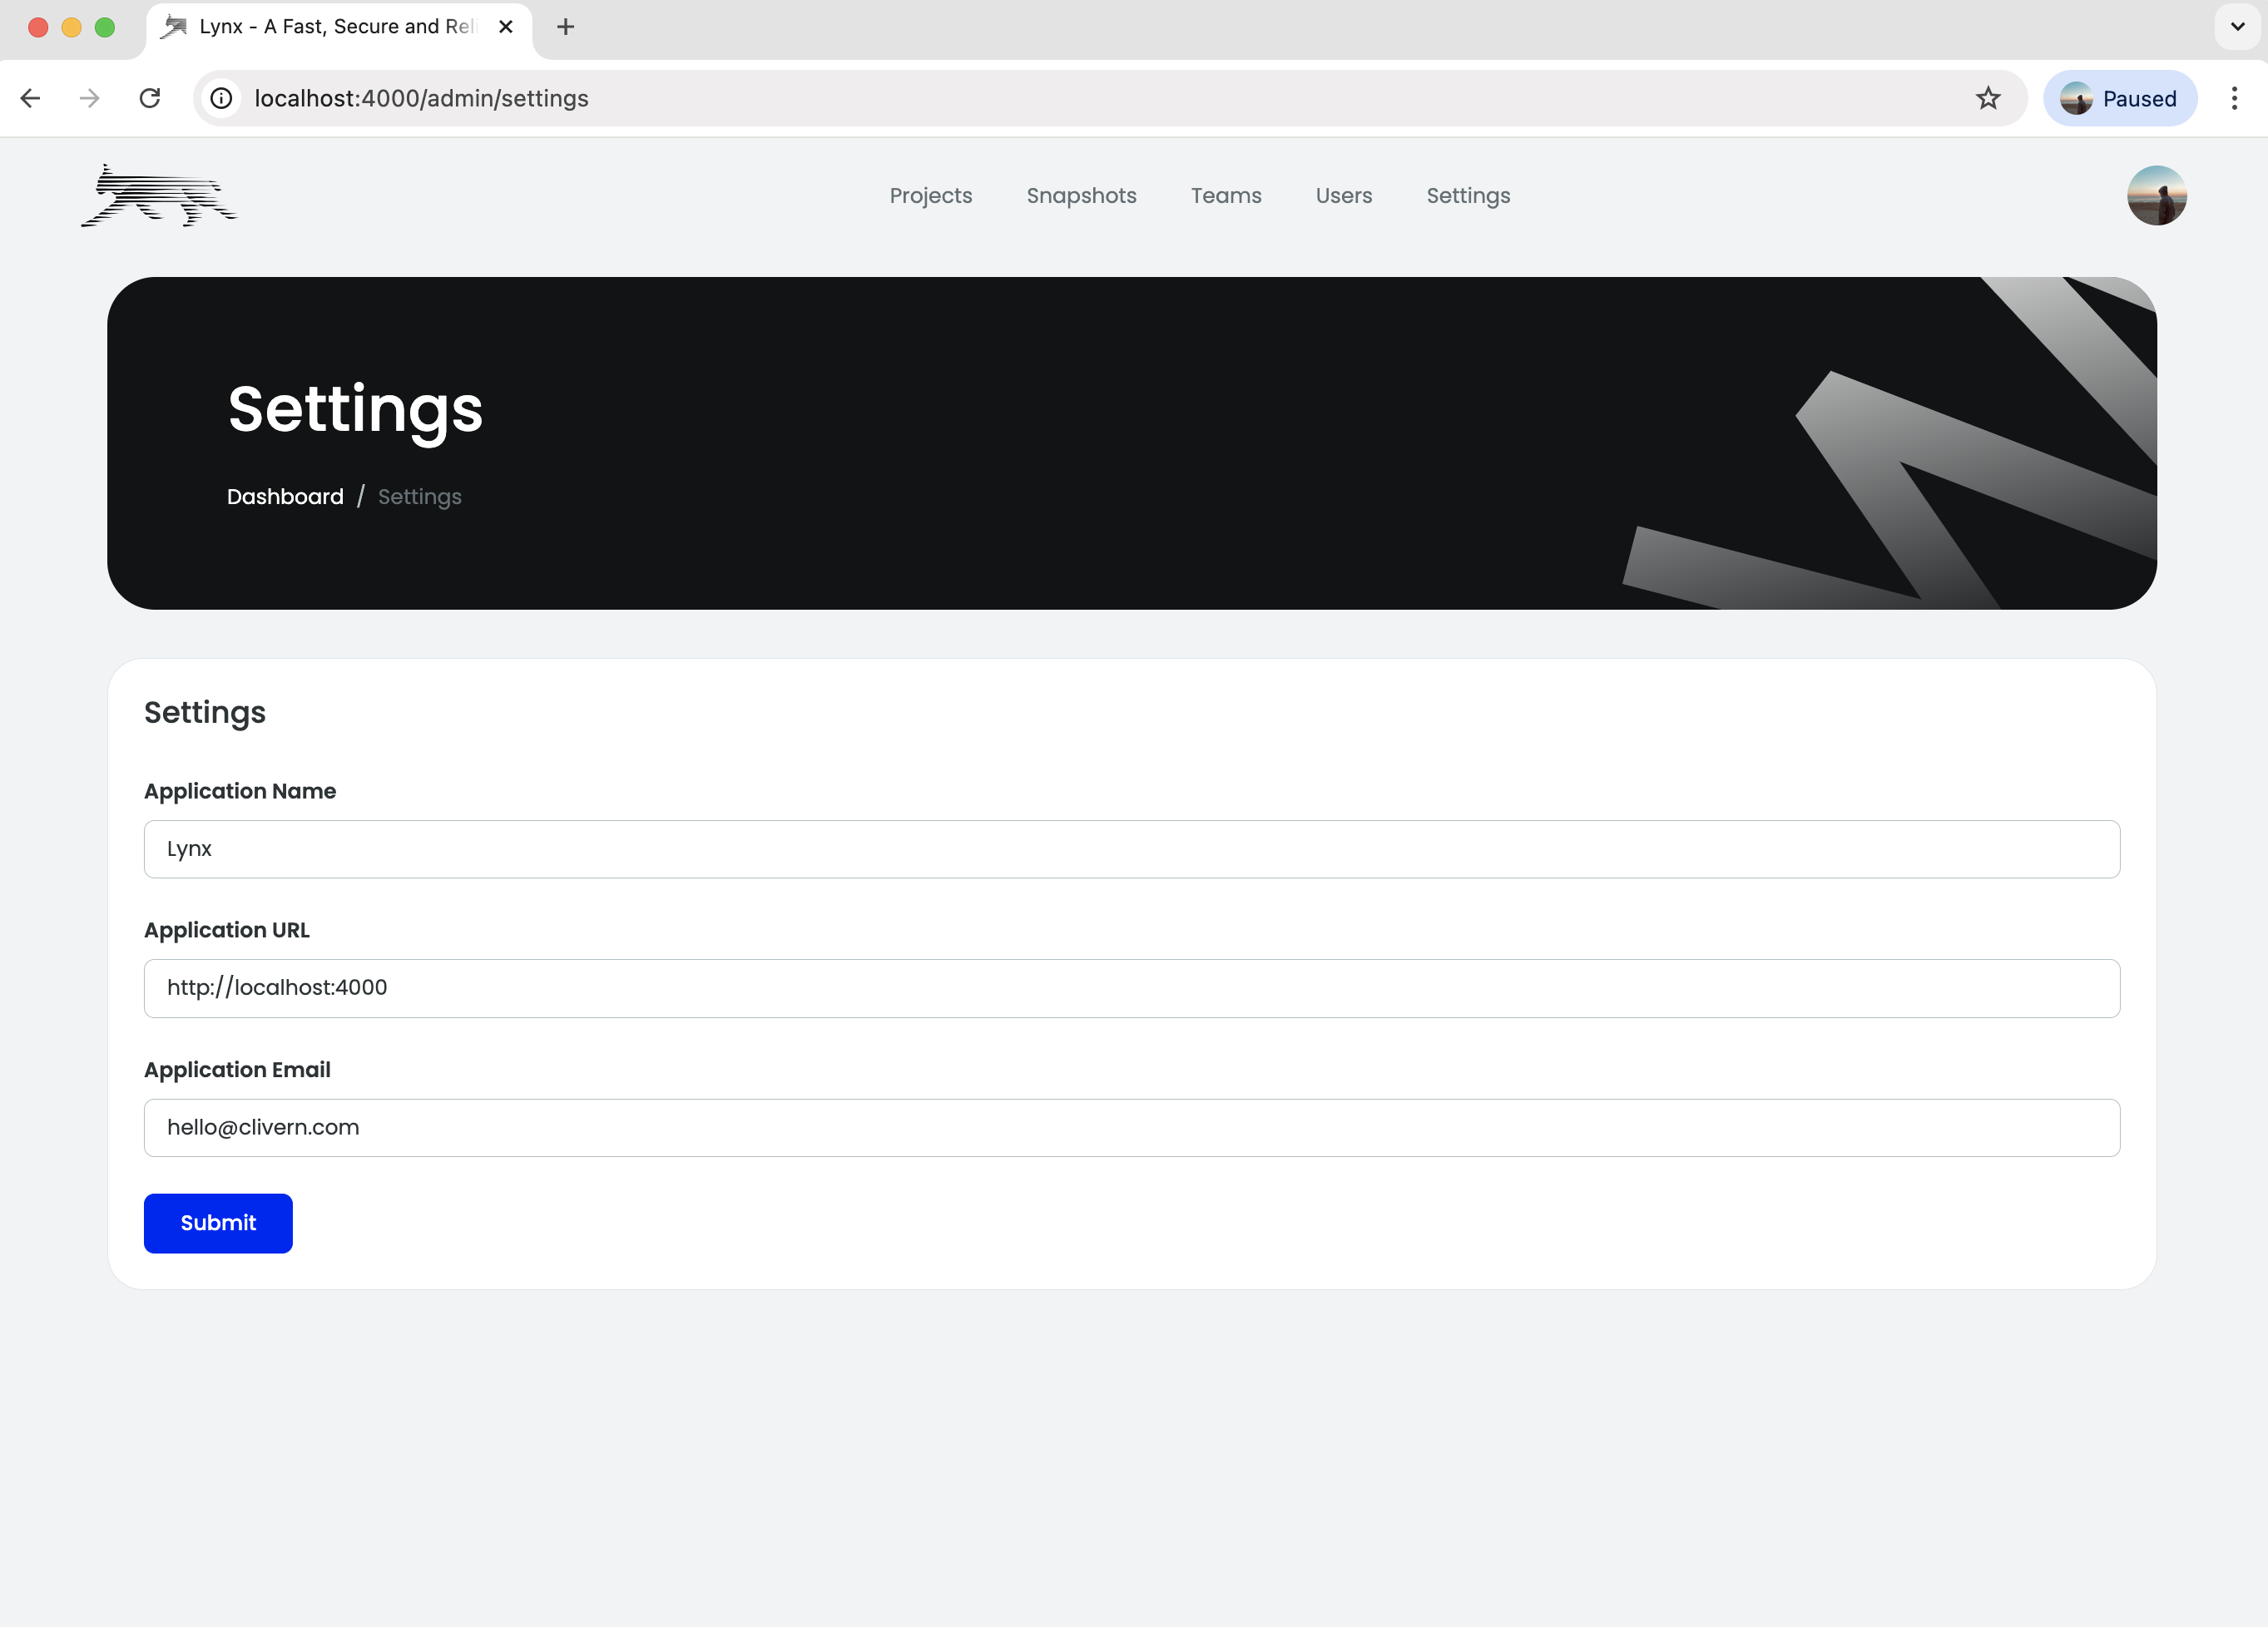 Lynx - A Fast, Secure and Reli
localhost:4000/admin/settings
Paused
Projects Snapshots Teams Users Settings
Settings
Dashboard / Settings
Settings
Application Name
Lynx
Application URL
http://localhost:4000
Application Email
hello@clivern.com
Submit